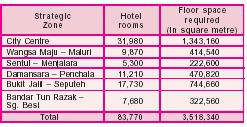 Strategic Zone Hotel rooms Floor space required (in square metre)
City Centre 31,980 1,343,160
Wangsa Maju – Maluri 9,870 414,540
Sentul – Menjalara 5,300 222,600
Damansara – Penchala 11,210 470,820
Bukit Jalil – Seputeh 17,730 744,660
Bandar Tun Razak – Sg. Besi 7,680 322,560
Total 83,770 3,518,340